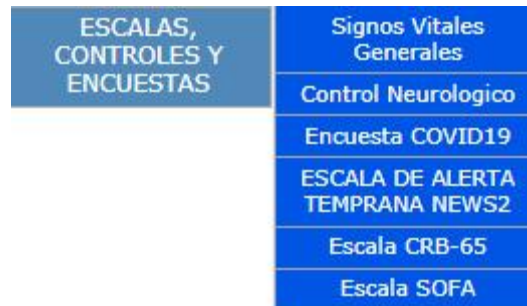 ESCALAS,
CONTROLES Y
ENCUESTAS
Signos Vitales
Generales
Control Neurologico
Encuesta COVID19
ESCALA DE ALERTA
TEMPRANA NEWS2
Escala CRB-65
Escala SOFA